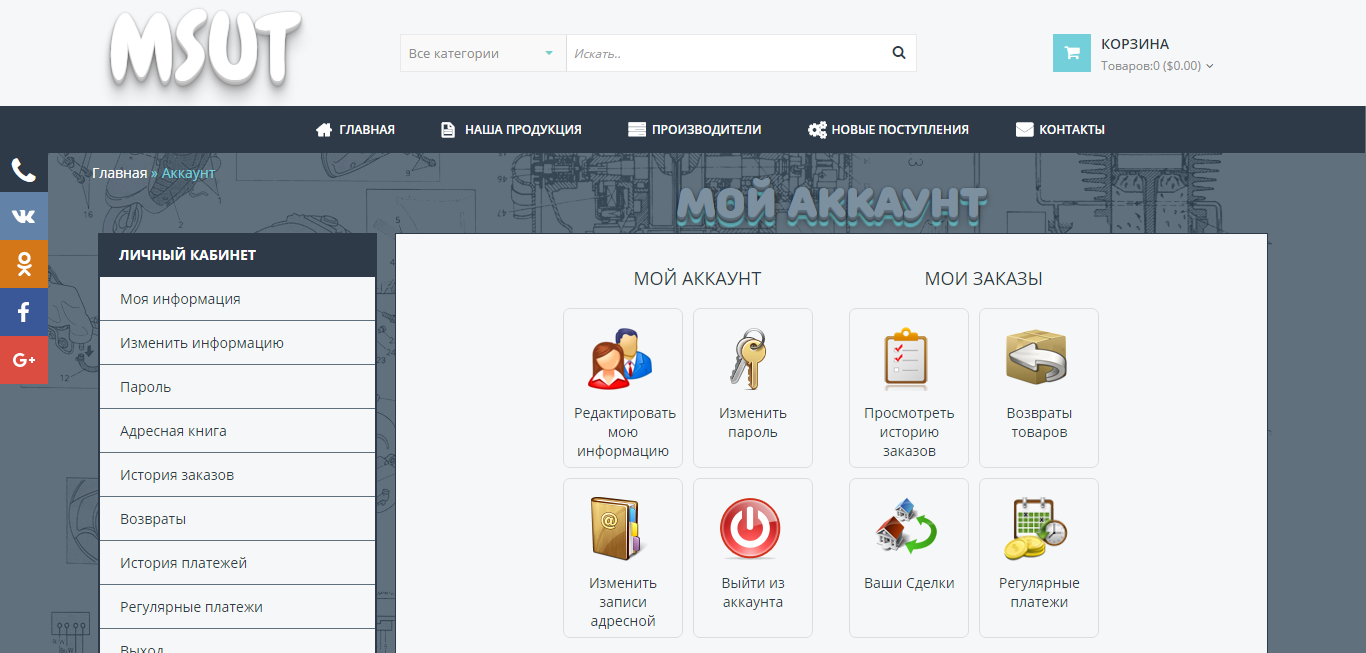 MSUT
Все категории
Искать..
КОРЗИНА
Товаров:0 ($0.00)
ГЛАВНАЯ
НАША ПРОДУКЦИЯ
ПРОИЗВОДИТЕЛИ
НОВЫЕ ПОСТУПЛЕНИЯ
КОНТАКТЫ
Главная » Аккаунт
МОЙ АККАУНТ
G+
ЛИЧНЫЙ КАБИНЕТ
Моя информация
Изменить информацию
Пароль
Адресная книга
История заказов
Возвраты
История платежей
Регулярные платежи
Выход
МОЙ АККАУНТ
Редактировать
мою
информацию
Изменить
пароль
Изменить
записи
адресной
Выйти из
аккаунта
МОИ ЗАКАЗЫ
Просмотреть
историю
заказов
Возвраты
товаров
Ваши Сделки
Регулярные
платежи